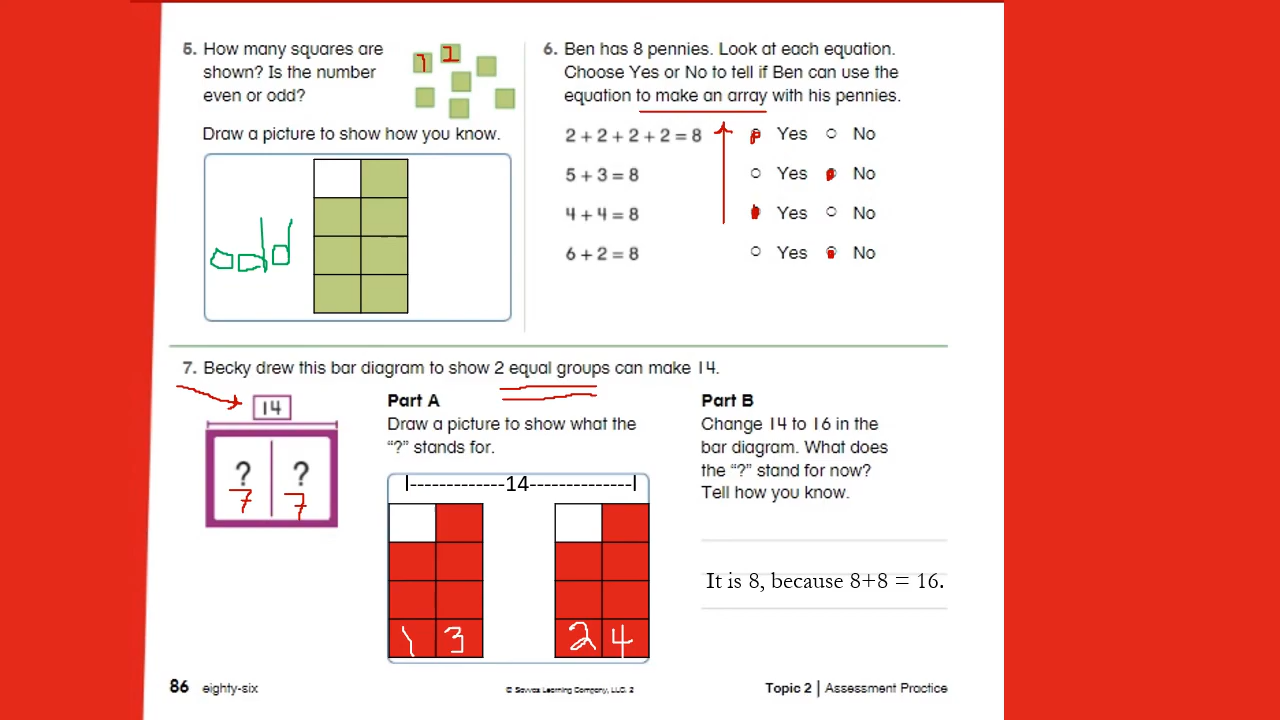 5. How many squares are
shown? Is the number
even or odd?
1 2
Draw a picture to show how you know.
odd
6. Ben has 8 pennies. Look at each equation.
Choose Yes or No to tell if Ben can use the
equation to make an array with his pennies.
2 + 2 + 2 + 2 = 8 Yes No
5 + 3 = 8 Yes No
4 + 4 = 8 Yes No
6 + 2 = 8 Yes No
7. Becky drew this bar diagram to show 2 equal groups can make 14.
14
? ?
7 7
Part A
Draw a picture to show what the
"?" stands for.
I-------------14--------------I
1 3 2 4
Part B
Change 14 to 16 in the
bar diagram. What does
the "?" stand for now?
Tell how you know.
It is 8, because 8+8 = 16.
86 eighty-six
© Savvas Learning Company, LLC. 2
Topic 2 | Assessment Practice